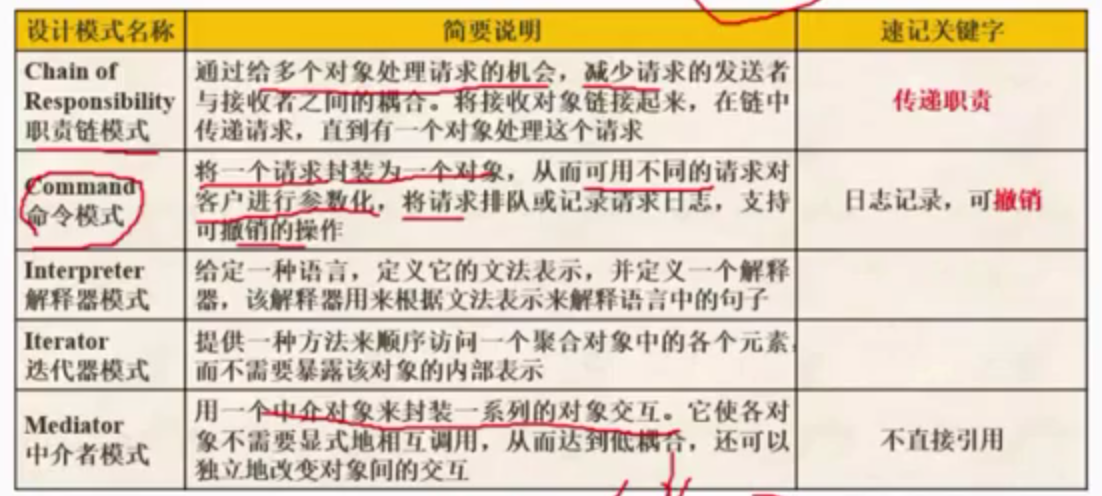 设计模式名称 简要说明 速记关键字
Chain of
Responsibility
职责链模式
通过给多个对象处理请求的机会，减少请求的发送者
与接收者之间的耦合。将接收对象链接起来，在链中
传递请求，直到有一个对象处理这个请求
传递职责
Command
命令模式
将一个请求封装为一个对象，从而可用不同的请求对
客户进行参数化，将请求排队或记录请求日志，支持
可撤销的操作
日志记录，可撤销
Interpreter
解释器模式
给定一种语言，定义它的文法表示，并定义一个解释
器，该解释器用来根据文法表示来解释语言中的句子
Iterator
迭代器模式
提供一种方法来顺序访问一个聚合对象中的各个元素，
而不需要暴露该对象的内部表示
Mediator
中介者模式
用一个中介对象来封装一系列的对象交互。它使各对
象不需要显式地相互调用，从而达到低耦合，还可以
独立地改变对象间的交互
不直接引用